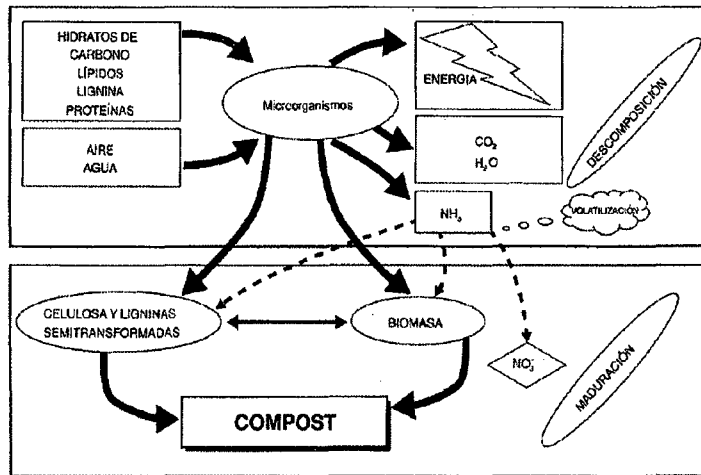 HIDRATOS DE
CARBONO
LÍPIDOS
LIGNINA
PROTEÍNAS
AIRE
AGUA
Microorganismos
ENERGIA
CO₂
H₂O
NH₃
VOLATILIZACIÓN
DESCOMPOSICIÓN
CELULOSA Y LIGNINAS
SEMITRANSFORMADAS
BIOMASA
NO₃⁻
MADURACIÓN
COMPOST